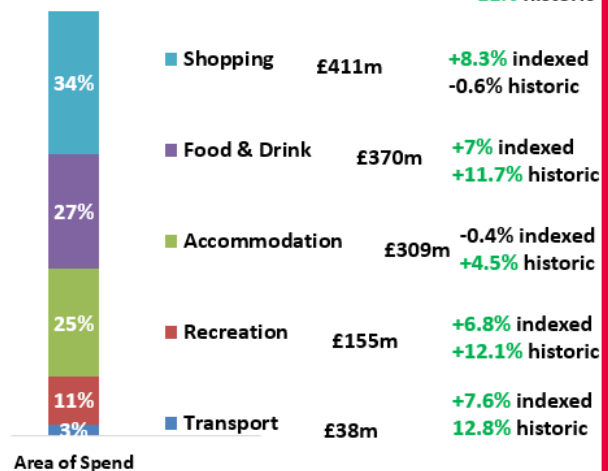 34%
Shopping
£411m
+8.3% indexed
-0.6% historic
27%
Food & Drink
£370m
+7% indexed
+11.7% historic
25%
Accommodation
£309m
-0.4% indexed
+4.5% historic
11%
Recreation
£155m
+6.8% indexed
+12.1% historic
3%
Transport
£38m
+7.6% indexed
12.8% historic
Area of Spend